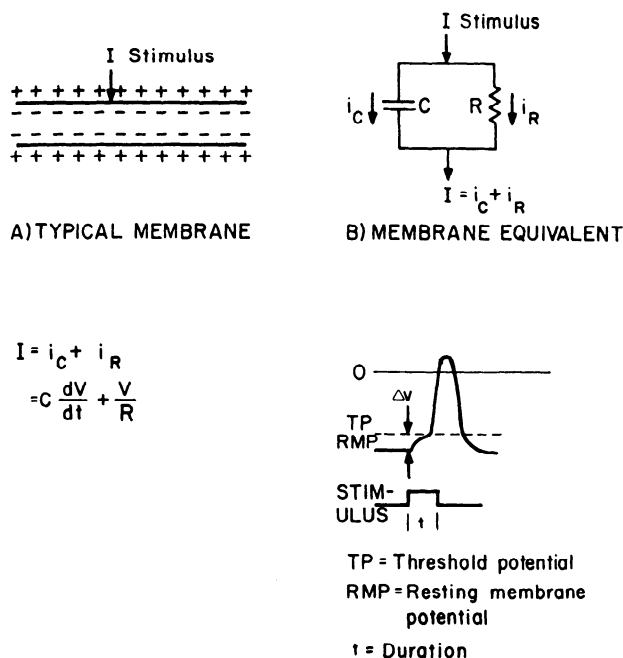 I Stimulus
+ + + + + + + + + + + +
− − − − − − − − − − −
− − − − − − − − − −
+ + + + + + + + + + + +
A) TYPICAL MEMBRANE
I Stimulus
i_C C R i_R
I = i_C + i_R
B) MEMBRANE EQUIVALENT
I = i_C + i_R
= C dV/dt + V/R
O
ΔV
TP
RMP
STIM-
ULUS
t
TP = Threshold potential
RMP = Resting membrane
potential
t = Duration